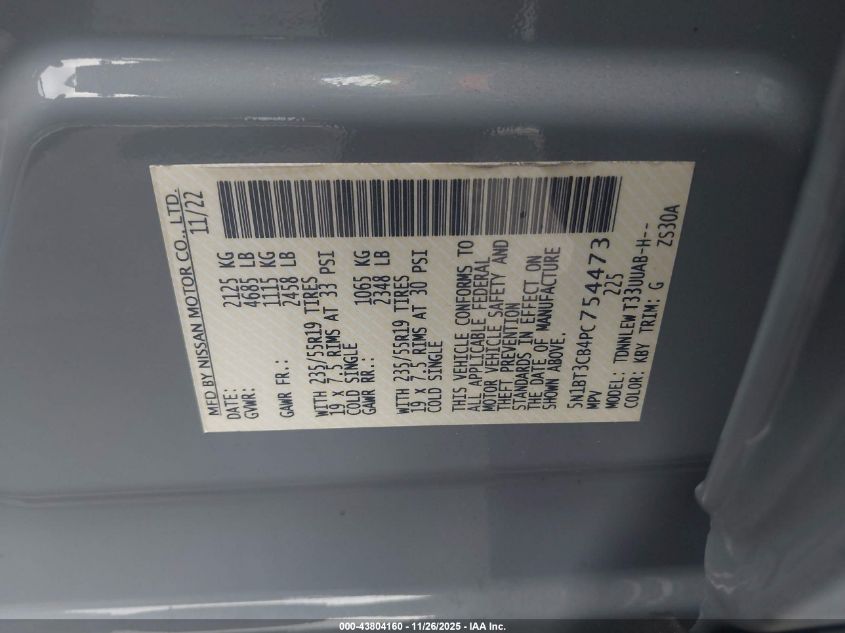 MFD BY NISSAN MOTOR CO., LTD.
DATE: 11/22
GVWR: 2125 KG
4685 LB
GAWR FR.: 1115 KG
2458 LB
WITH 235/55R19 TIRES
19 X 7.5 RIMS AT 33 PSI
COLD SINGLE
GAWR RR.: 1065 KG
2348 LB
WITH 235/55R19 TIRES
19 X 7.5 RIMS AT 30 PSI
COLD SINGLE
THIS VEHICLE CONFORMS TO
ALL APPLICABLE FEDERAL
MOTOR VEHICLE SAFETY AND
THEFT PREVENTION
STANDARDS IN EFFECT ON
THE DATE OF MANUFACTURE
SHOWN ABOVE.
5N1BT3CB4PC754473
MPV 225
MODEL: TDNNLEW T33UUAB-H--
COLOR: KBY TRIM: G ZS30A
000-43804160 - 11/26/2025 - IAA Inc.